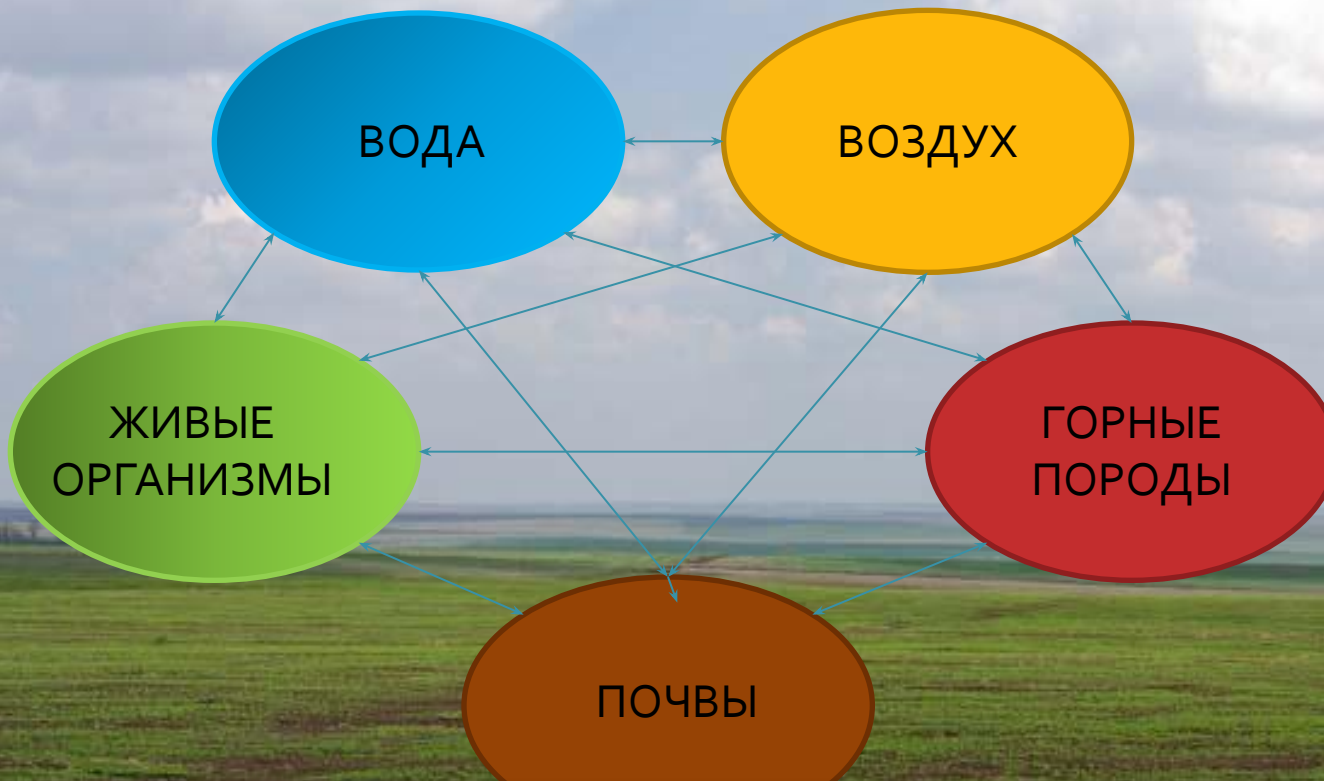 ВОДА
ВОЗДУХ
ЖИВЫЕ
ОРГАНИЗМЫ
ГОРНЫЕ
ПОРОДЫ
ПОЧВЫ